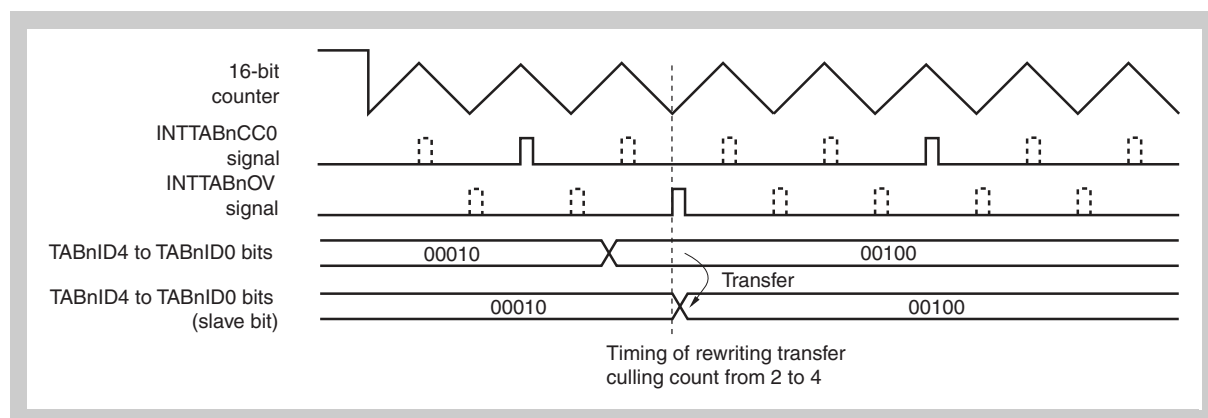 16-bit
counter
INTTABnCC0
signal
INTTABnOV
signal
TABnID4 to TABnID0 bits
00010
00100
Transfer
TABnID4 to TABnID0 bits
(slave bit)
00010
00100
Timing of rewriting transfer
culling count from 2 to 4